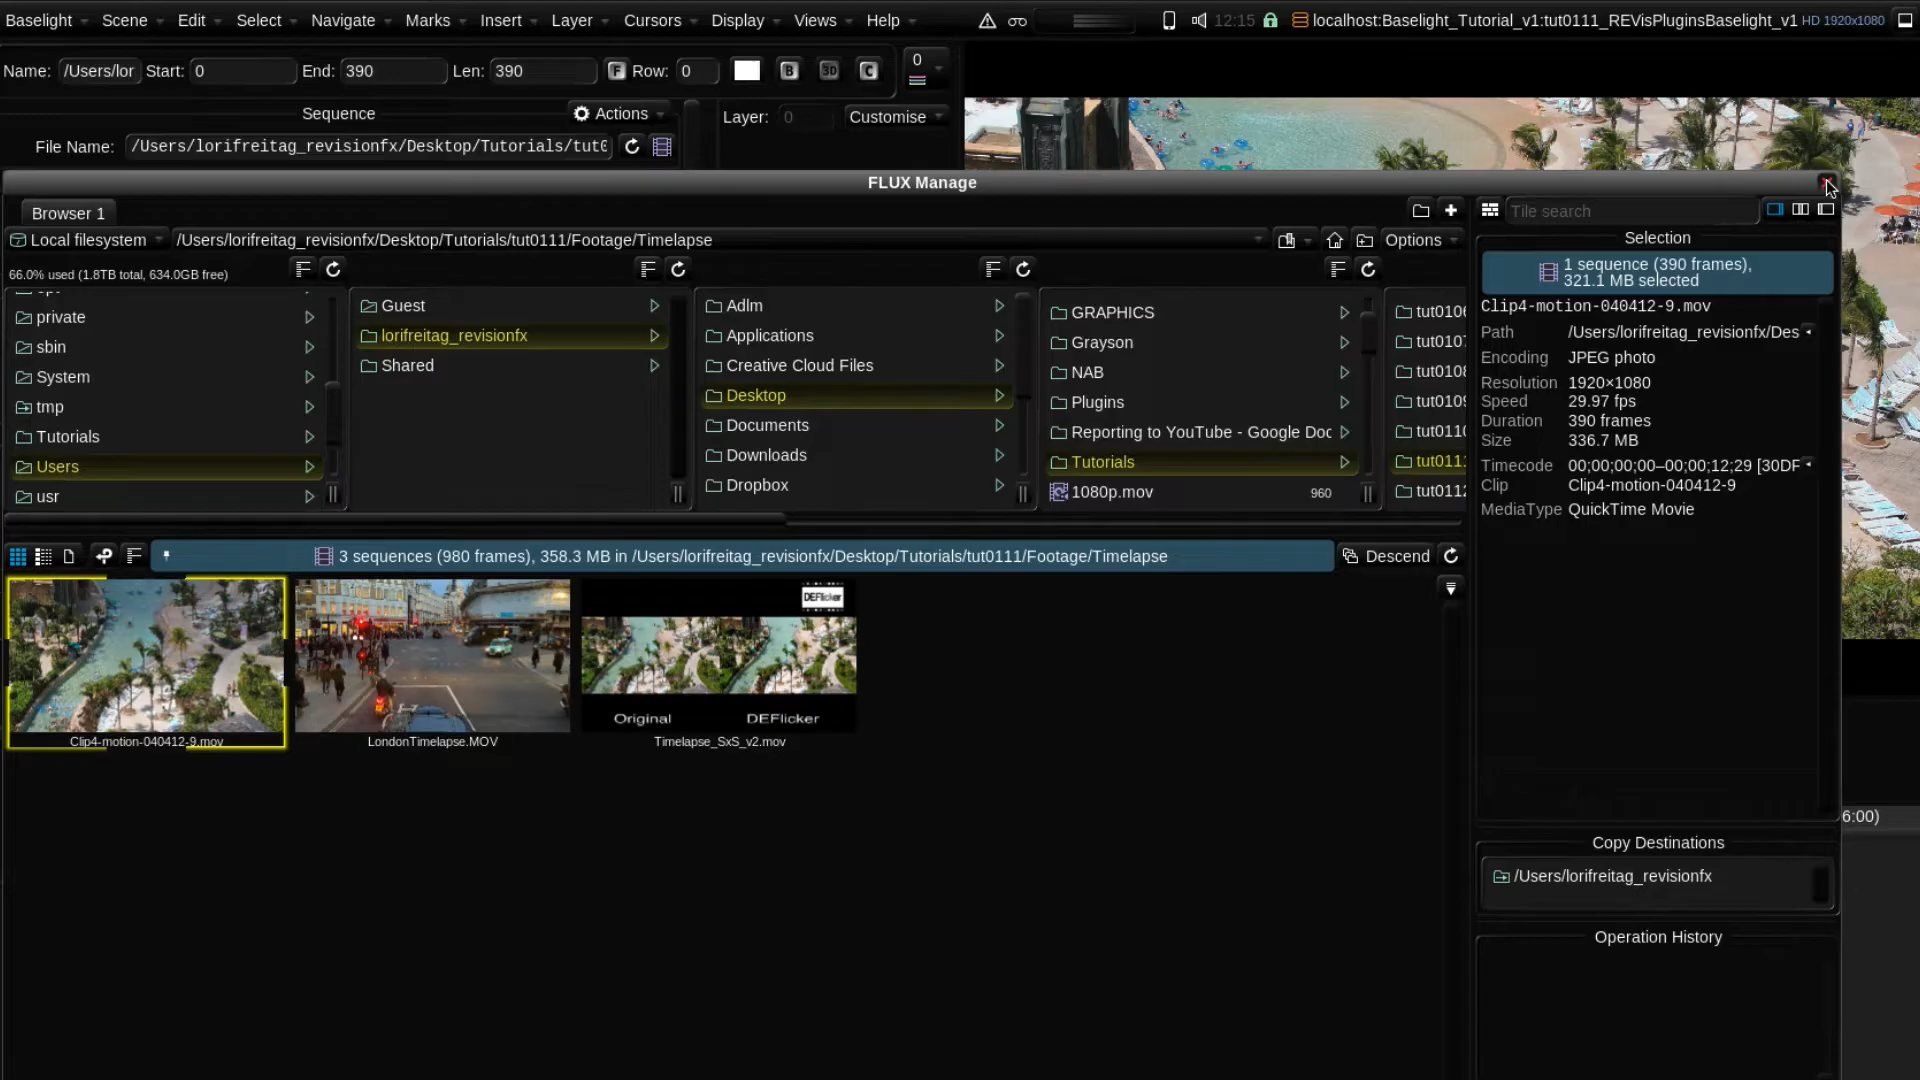 Baselight Scene Edit Select Navigate Marks Insert Layer Cursors Display Views Help 12:15 localhost:Baselight_Tutorial_v1:tut0111_REVisPluginsBaselight_v1 HD 1920x1080
Name: /Users/lor Start: 0 End: 390 Len: 390 F Row: 0 B 3D C 0
Sequence Actions Layer: 0 Customise
File Name: /Users/lorifreitag_revisionfx/Desktop/Tutorials/tut0
FLUX Manage
Browser 1
Tile search
Local filesystem /Users/lorifreitag_revisionfx/Desktop/Tutorials/tut0111/Footage/Timelapse Options
66.0% used (1.8TB total, 634.0GB free)
private
sbin
System
tmp
Tutorials
Users
usr
Guest
lorifreitag_revisionfx
Shared
Adlm
Applications
Creative Cloud Files
Desktop
Documents
Downloads
Dropbox
GRAPHICS
Grayson
NAB
Plugins
Reporting to YouTube - Google Doc
Tutorials
1080p.mov 960
tut0106
tut0107
tut0108
tut0109
tut0110
tut011
tut0112
3 sequences (980 frames), 358.3 MB in /Users/lorifreitag_revisionfx/Desktop/Tutorials/tut0111/Footage/Timelapse Descend
DEFlicker
Original DEFlicker
Clip4-motion-040412-9.mov LondonTimelapse.MOV Timelapse_SxS_v2.mov
Selection
1 sequence (390 frames),
321.1 MB selected
Clip4-motion-040412-9.mov
Path /Users/lorifreitag_revisionfx/Des
Encoding JPEG photo
Resolution 1920×1080
Speed 29.97 fps
Duration 390 frames
Size 336.7 MB
Timecode 00;00;00;00–00;00;12;29 [30DF
Clip Clip4-motion-040412-9
MediaType QuickTime Movie
6:00)
Copy Destinations
/Users/lorifreitag_revisionfx
Operation History